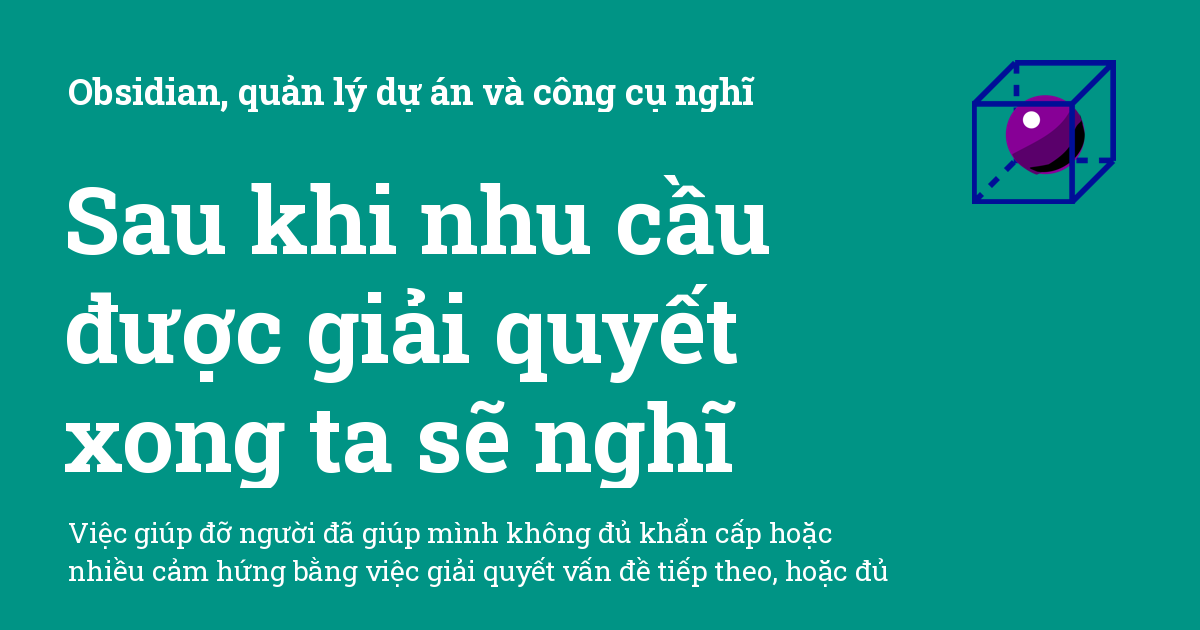 Obsidian, quản lý dự án và công cụ nghĩ
Sau khi nhu cầu
được giải quyết
xong ta sẽ nghĩ
Việc giúp đỡ người đã giúp mình không đủ khẩn cấp hoặc
nhiều cảm hứng bằng việc giải quyết vấn đề tiếp theo, hoặc đủ